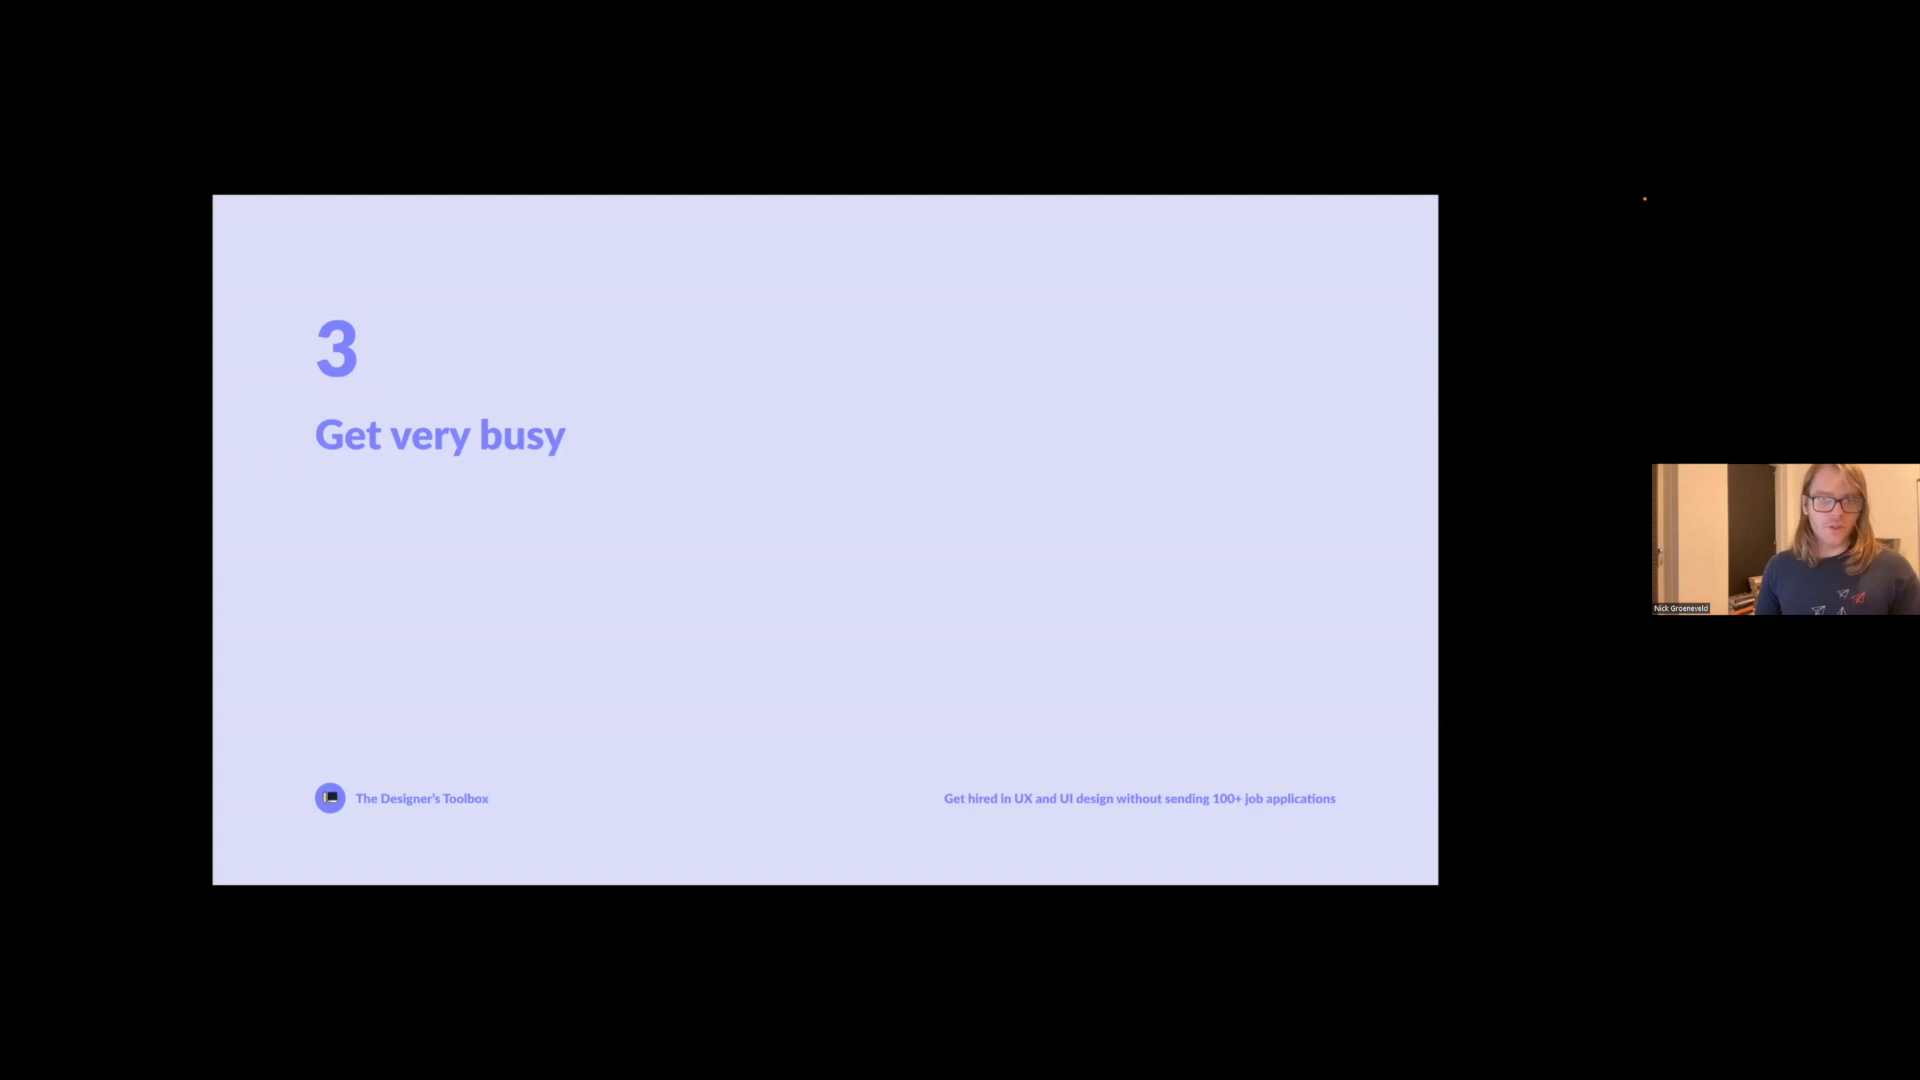 3
Get very busy
The Designer's Toolbox
Get hired in UX and UI design without sending 100+ job applications
Nick Groeneveld